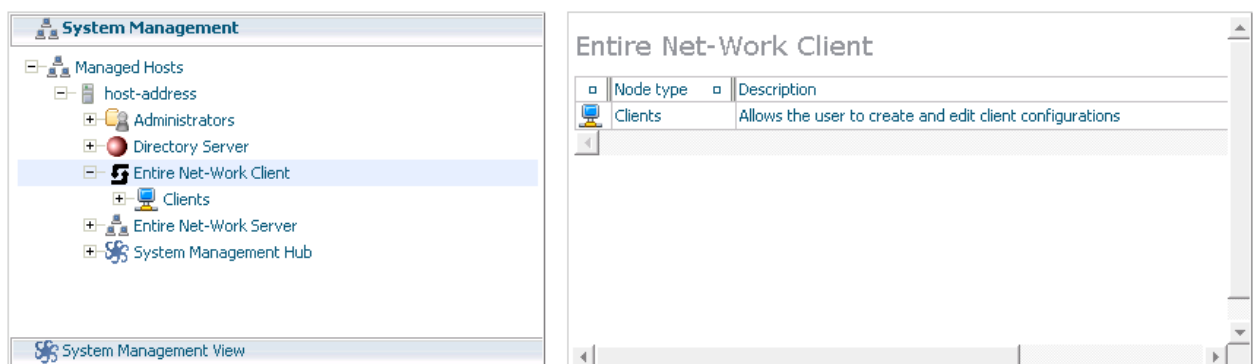 System Management
Managed Hosts
host-address
Administrators
Directory Server
Entire Net-Work Client
Clients
Entire Net-Work Server
System Management Hub
System Management View
Entire Net-Work Client
Node type Description
Clients Allows the user to create and edit client configurations